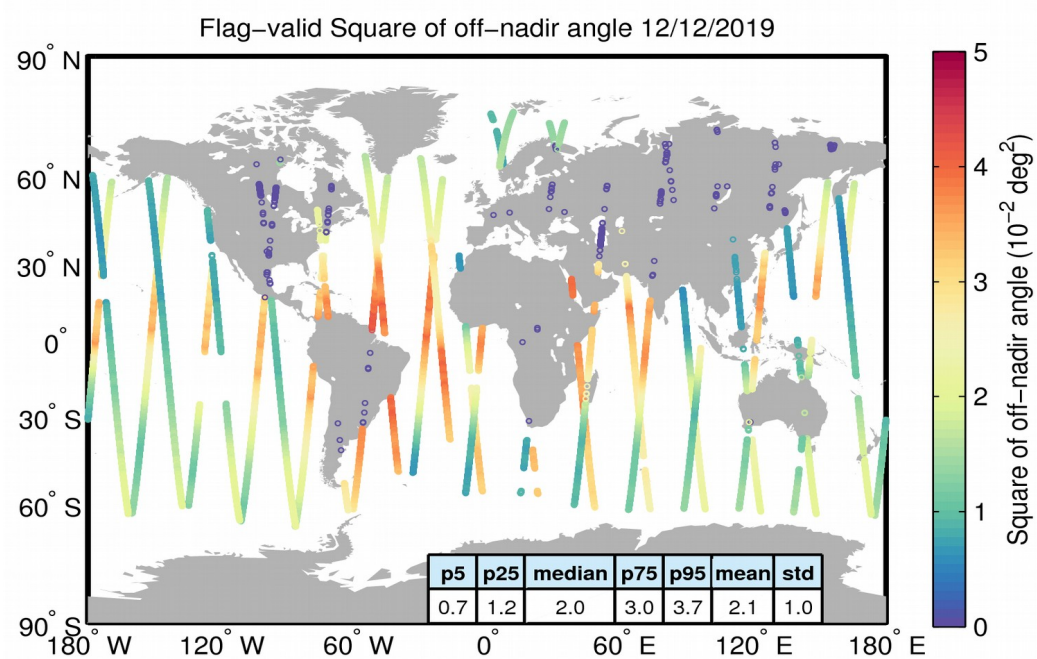 Flag−valid Square of off−nadir angle 12/12/2019
90° N
60° N
30° N
0°
30° S
60° S
90° S
180° W 120° W 60° W 0° 60° E 120° E 180° E
p5 p25 median p75 p95 mean std
0.7 1.2 2.0 3.0 3.7 2.1 1.0
5
4
3
2
1
0
Square of off−nadir angle (10⁻² deg²)